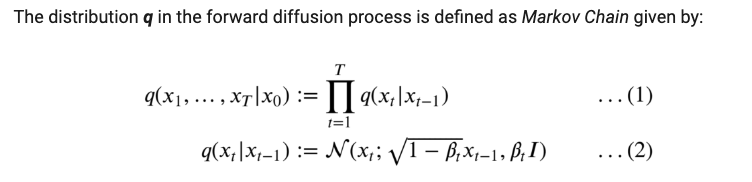 The distribution q in the forward diffusion process is defined as Markov Chain given by:
q(x₁, … , x_T|x₀) := ∏_{t=1}^{T} q(x_t|x_{t−1}) …(1)
q(x_t|x_{t−1}) := 𝒩(x_t; √(1 − β_t)x_{t−1}, β_t I) …(2)